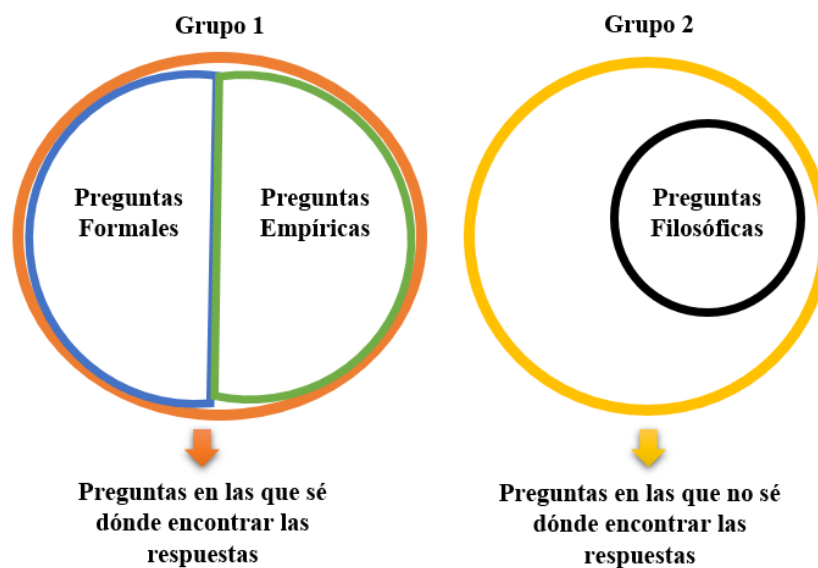 Grupo 1
Preguntas
Formales
Preguntas
Empíricas
Preguntas en las que sé
dónde encontrar las
respuestas
Grupo 2
Preguntas
Filosóficas
Preguntas en las que no sé
dónde encontrar las
respuestas